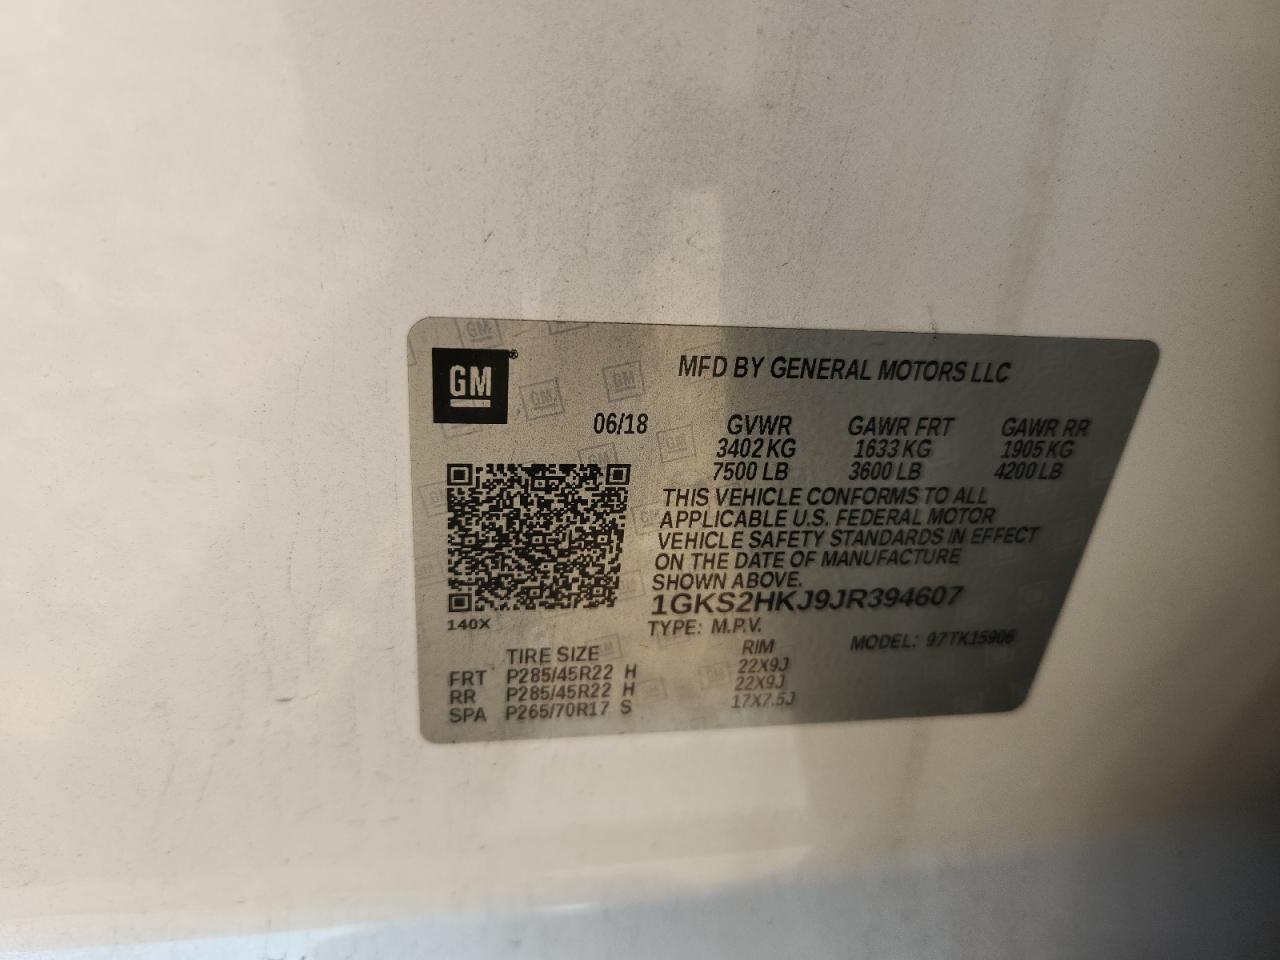 GM
MFD BY GENERAL MOTORS LLC
06/18 GVWR GAWR FRT GAWR RR
3402 KG 1633 KG 1905 KG
7500 LB 3600 LB 4200 LB
THIS VEHICLE CONFORMS TO ALL
APPLICABLE U.S. FEDERAL MOTOR
VEHICLE SAFETY STANDARDS IN EFFECT
ON THE DATE OF MANUFACTURE
SHOWN ABOVE.
1GKS2HKJ9JR394607
140X
TYPE: M.P.V. MODEL: 97TK15906
TIRE SIZE RIM
FRT P285/45R22 H 22X9J
RR P285/45R22 H 22X9J
SPA P265/70R17 S 17X7.5J